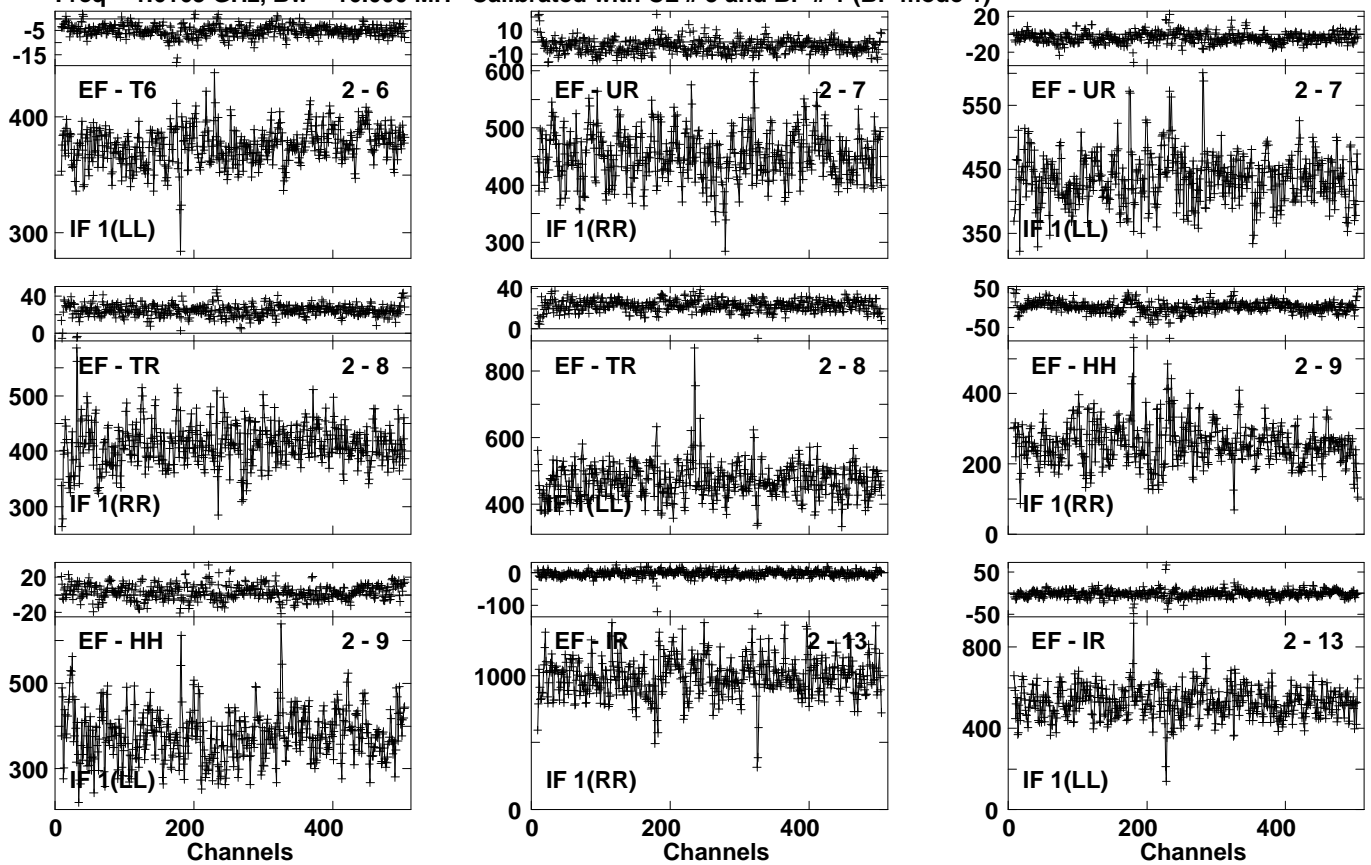 -5
-15
10
-10
20
-20
EF - T6 2 - 6
400
300
IF 1(LL)
EF - UR 2 - 7
600
500
400
300
IF 1(RR)
EF - UR 2 - 7
550
450
350
IF 1(LL)
40
0
40
0
50
-50
EF - TR 2 - 8
500
400
300
IF 1(RR)
EF - TR 2 - 8
800
600
400
IF 1(LL)
EF - HH 2 - 9
400
200
0
IF 1(RR)
20
-20
0
-100
50
-50
EF - HH 2 - 9
500
300
IF 1(LL)
EF - IR 2 - 13
1000
0
IF 1(RR)
EF - IR 2 - 13
800
400
0
IF 1(LL)
0 200 400
0 200 400
0 200 400
Channels
Channels
Channels